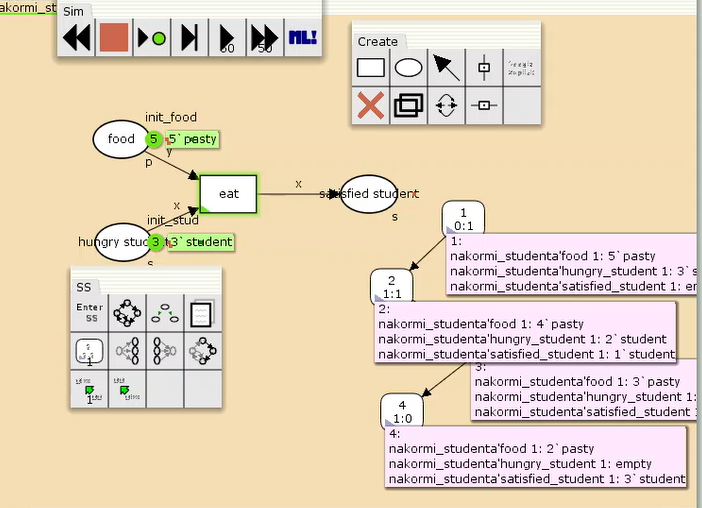 akormi_st
Sim
50
50
ML!
Create
init_food
food
5
5`pasty
y
p
eat
x
satisfied student
s
x
init_stud
hungry stud
3
3`student
s
SS
Enter
SS
1
1
1
0:1
1:
nakormi_studenta'food 1: 5`pasty
nakormi_studenta'hungry_student 1: 3`s
nakormi_studenta'satisfied_student 1: em
2
1:1
2:
nakormi_studenta'food 1: 4`pasty
nakormi_studenta'hungry_student 1: 2`student
nakormi_studenta'satisfied_student 1: 1`student
3:
nakormi_studenta'food 1: 3`pasty
nakormi_studenta'hungry_student 1:
nakormi_studenta'satisfied_student
4
1:0
4:
nakormi_studenta'food 1: 2`pasty
nakormi_studenta'hungry_student 1: empty
nakormi_studenta'satisfied_student 1: 3`student